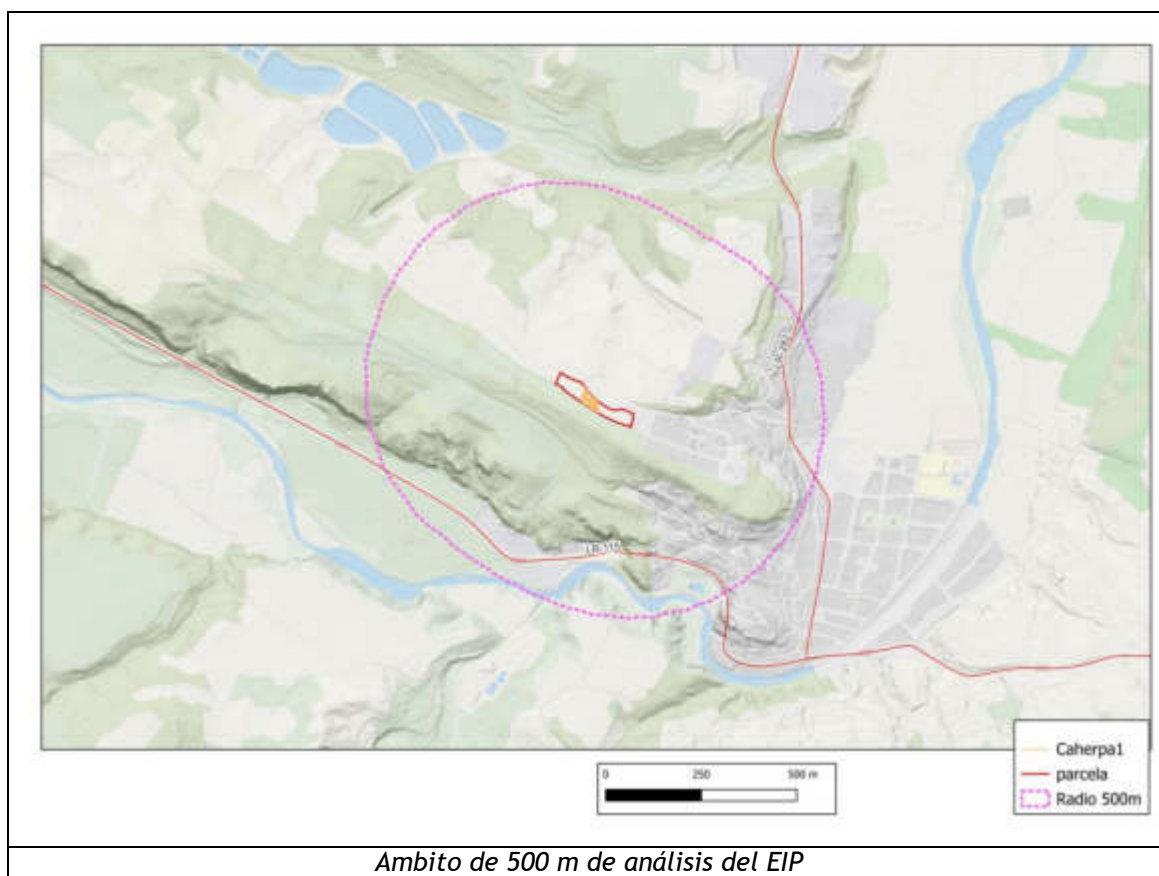 LR-115
0 250 500 m
Caherpa1
parcela
Radio 500m
Ambito de 500 m de análisis del EIP